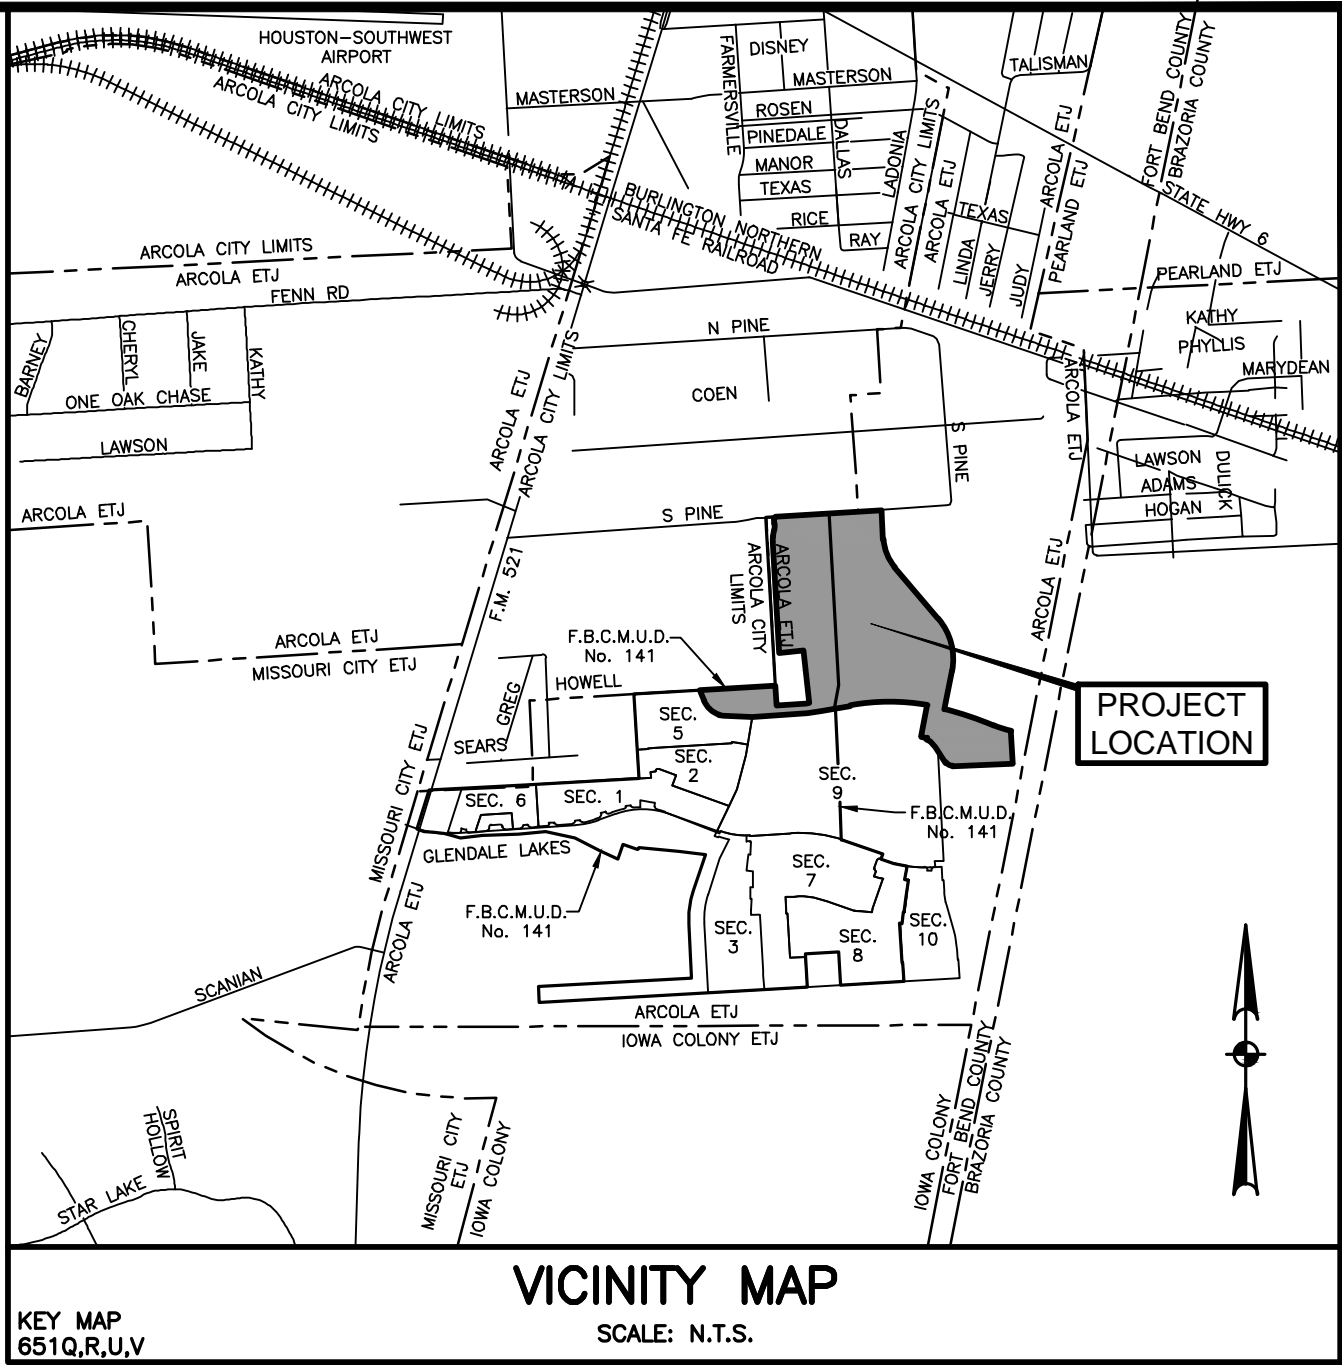 HOUSTON-SOUTHWEST
AIRPORT
ARCOLA CITY LIMITS
ARCOLA CITY LIMITS
MASTERSON
FARMERSVILLE
DISNEY
MASTERSON
ROSEN
PINEDALE
DALLAS
MANOR
TEXAS
RICE
RAY
LADONIA
ARCOLA CITY LIMITS
ARCOLA ETJ
TALISMAN
TEXAS
LINDA
JERRY
JUDY
ARCOLA ETJ
PEARLAND ETJ
FORT BEND COUNTY
BRAZORIA COUNTY
STATE HWY 6
BURLINGTON NORTHERN
SANTA FE RAILROAD
ARCOLA CITY LIMITS
ARCOLA ETJ
FENN RD
PEARLAND ETJ
KATHY
PHYLLIS
MARYDEAN
BARNEY
CHERYL
JAKE
KATHY
ONE OAK CHASE
LAWSON
N PINE
COEN
S PINE
ARCOLA ETJ
ARCOLA CITY LIMITS
ARCOLA ETJ
LAWSON
ADAMS
HOGAN
DULICK
ARCOLA ETJ
S PINE
F.M. 521
ARCOLA CITY
LIMITS
ARCOLA ETJ
ARCOLA ETJ
ARCOLA ETJ
MISSOURI CITY ETJ
F.B.C.M.U.D.
No. 141
HOWELL
GREG
SEARS
PROJECT
LOCATION
SEC.
5
SEC.
2
SEC. 6
SEC. 1
SEC.
9
F.B.C.M.U.D.
No. 141
MISSOURI CITY ETJ
ARCOLA ETJ
GLENDALE LAKES
F.B.C.M.U.D.
No. 141
SEC.
7
SEC.
3
SEC.
8
SEC.
10
SCANIAN
ARCOLA ETJ
IOWA COLONY ETJ
SPIRIT
HOLLOW
STAR LAKE
MISSOURI CITY
ETJ
IOWA COLONY
IOWA COLONY
FORT BEND COUNTY
BRAZORIA COUNTY
VICINITY MAP
SCALE: N.T.S.
KEY MAP
651Q,R,U,V